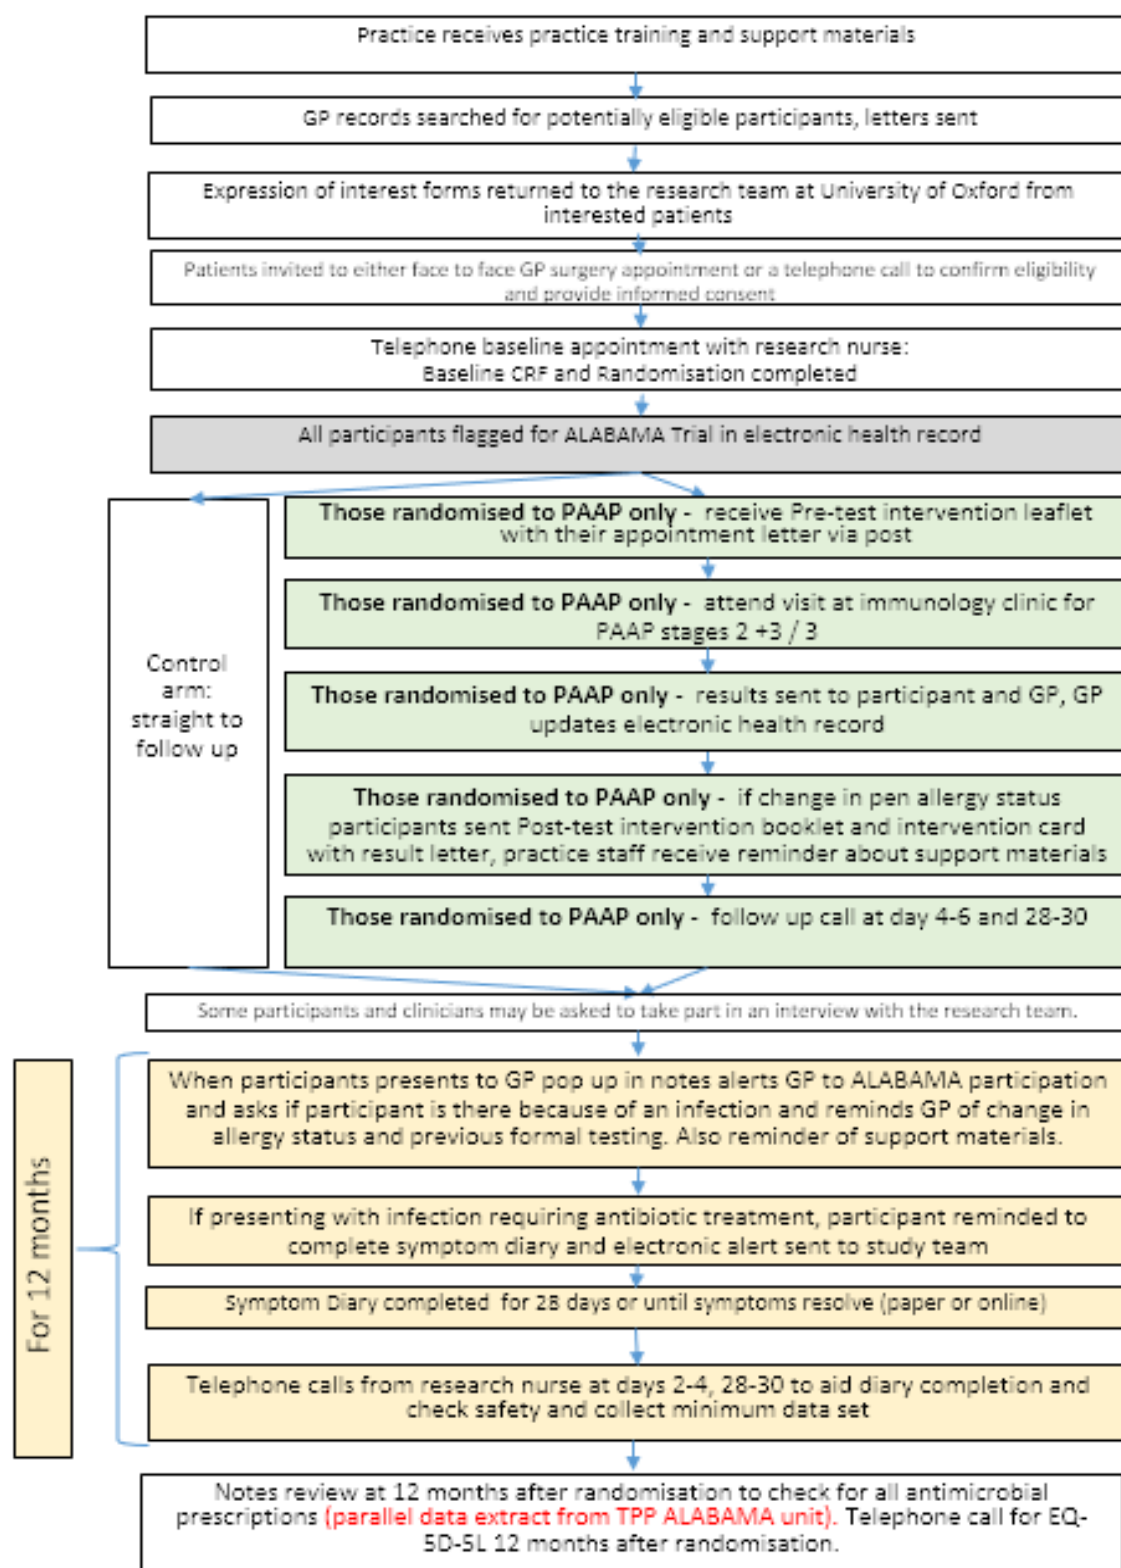 Practice receives practice training and support materials
GP records searched for potentially eligible participants, letters sent
Expression of interest forms returned to the research team at University of Oxford from
interested patients
Patients invited to either face to face GP surgery appointment or a telephone call to confirm eligibility
and provide informed consent
Telephone baseline appointment with research nurse:
Baseline CRF and Randomisation completed
All participants flagged for ALABAMA Trial in electronic health record
Control
arm:
straight to
follow up
Those randomised to PAAP only - receive Pre-test intervention leaflet
with their appointment letter via post
Those randomised to PAAP only - attend visit at immunology clinic for
PAAP stages 2 +3 / 3
Those randomised to PAAP only - results sent to participant and GP, GP
updates electronic health record
Those randomised to PAAP only - if change in pen allergy status
participants sent Post-test intervention booklet and intervention card
with result letter, practice staff receive reminder about support materials
Those randomised to PAAP only - follow up call at day 4-6 and 28-30
Some participants and clinicians may be asked to take part in an interview with the research team.
For 12 months
When participants presents to GP pop up in notes alerts GP to ALABAMA participation
and asks if participant is there because of an infection and reminds GP of change in
allergy status and previous formal testing. Also reminder of support materials.
If presenting with infection requiring antibiotic treatment, participant reminded to
complete symptom diary and electronic alert sent to study team
Symptom Diary completed for 28 days or until symptoms resolve (paper or online)
Telephone calls from research nurse at days 2-4, 28-30 to aid diary completion and
check safety and collect minimum data set
Notes review at 12 months after randomisation to check for all antimicrobial
prescriptions (parallel data extract from TPP ALABAMA unit). Telephone call for EQ-
5D-5L 12 months after randomisation.